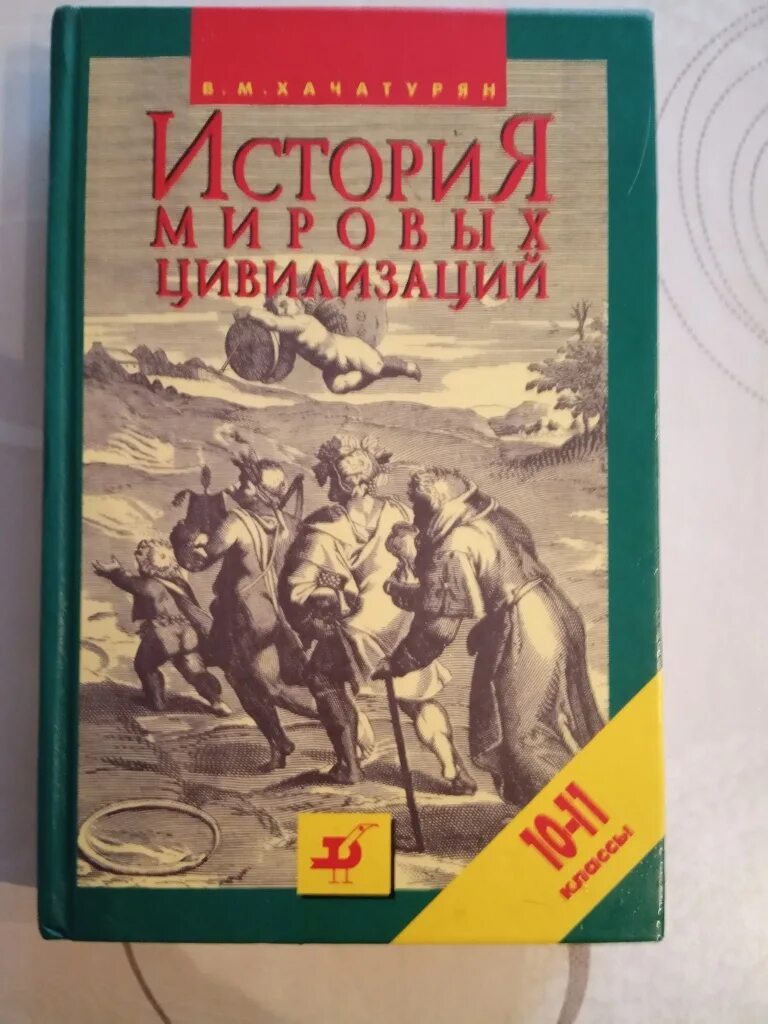 В.М.ХАЧАТУРЯН
ИСТОРИЯ
МИРОВЫХ
ЦИВИЛИЗАЦИЙ
10-11
классы